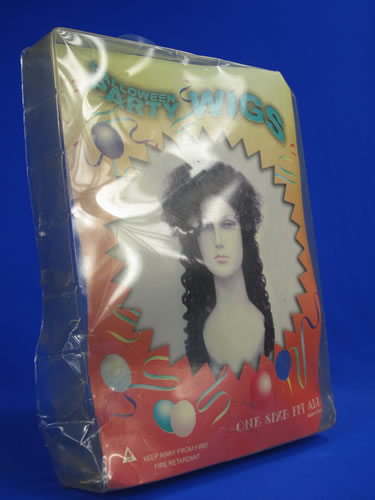 HALLOWEEN
PARTY WIGS
ONE SIZE FIT ALL
KEEP AWAY FROM FIRE!
FIRE RETARDANT